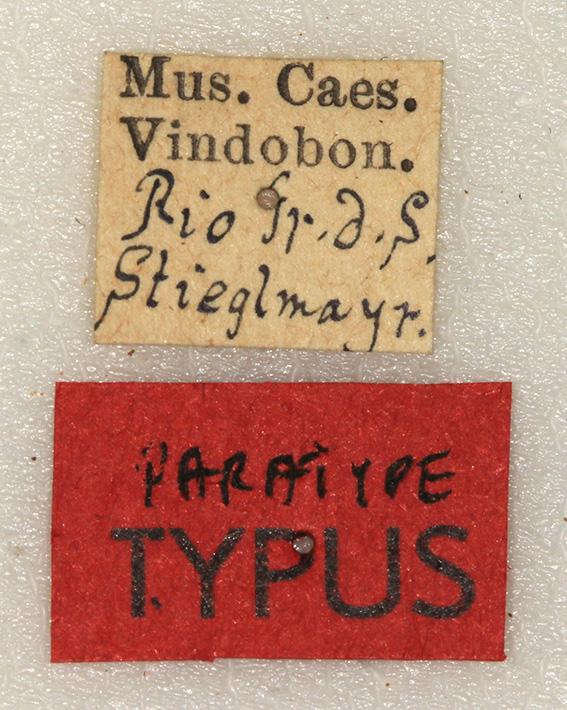 Mus. Caes.
Vindobon.
Rio Gr. d. S.
Stieglmayr.
PARATYPE
TYPUS